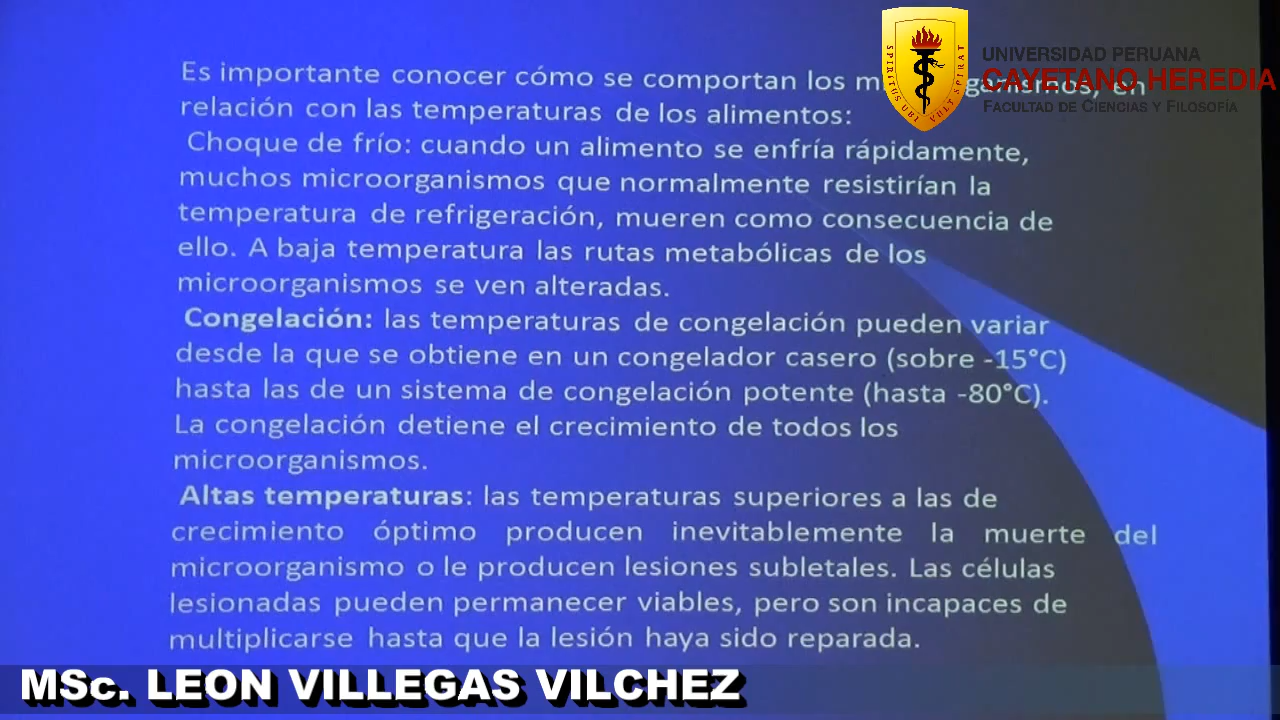 Es importante conocer cómo se comportan los m ganismos, en
relación con las temperaturas de los alimentos:
Choque de frío: cuando un alimento se enfría rápidamente,
muchos microorganismos que normalmente resistirían la
temperatura de refrigeración, mueren como consecuencia de
ello. A baja temperatura las rutas metabólicas de los
microorganismos se ven alteradas.
Congelación: las temperaturas de congelación pueden variar
desde la que se obtiene en un congelador casero (sobre -15°C)
hasta las de un sistema de congelación potente (hasta -80°C).
La congelación detiene el crecimiento de todos los
microorganismos.
Altas temperaturas: las temperaturas superiores a las de
crecimiento óptimo producen inevitablemente la muerte del
microorganismo o le producen lesiones subletales. Las células
lesionadas pueden permanecer viables, pero son incapaces de
multiplicarse hasta que la lesión haya sido reparada.
SPIRITUS UBI VULT SPIRAT
UNIVERSIDAD PERUANA
CAYETANO HEREDIA
FACULTAD DE CIENCIAS Y FILOSOFÍA
MSc. LEON VILLEGAS VILCHEZ